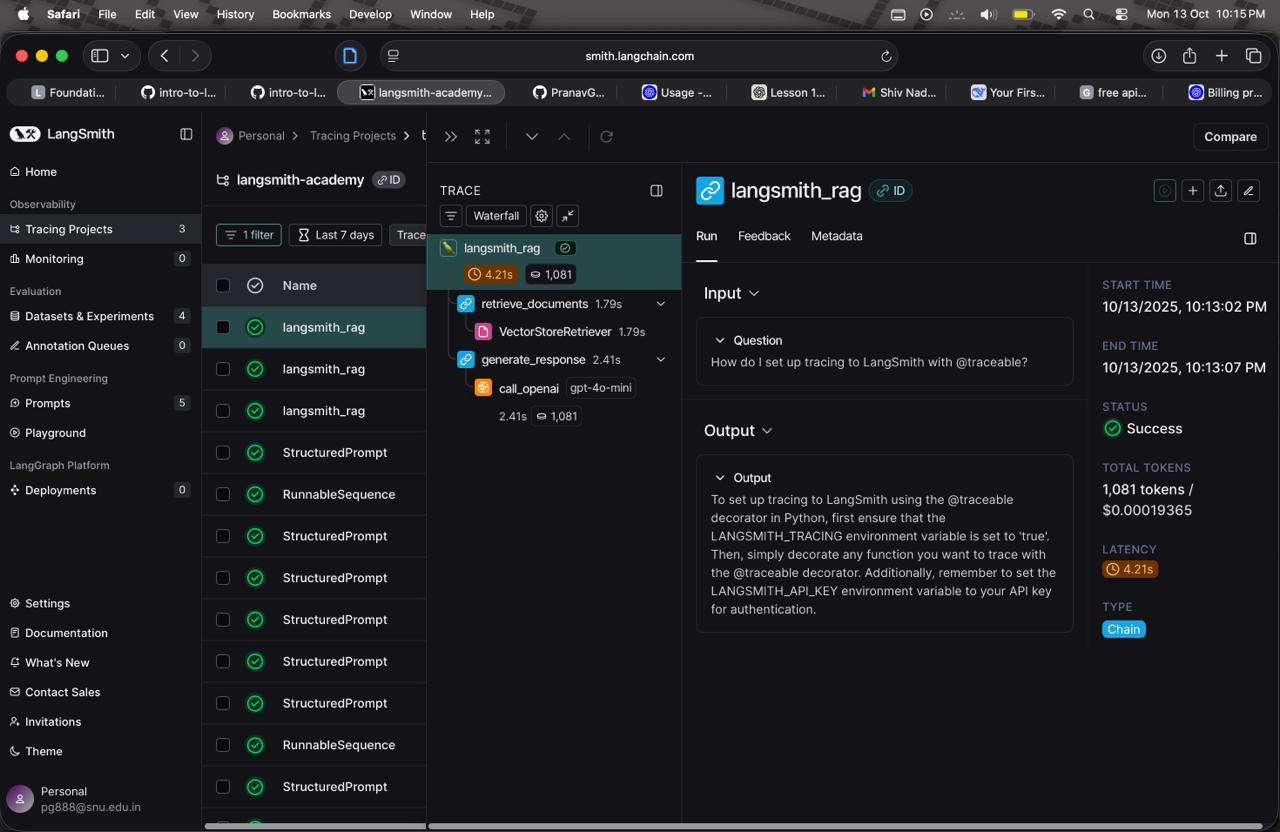 Safari File Edit View History Bookmarks Develop Window Help Mon 13 Oct 10:15 PM
smith.langchain.com
L Foundati... intro-to-l... intro-to-l... langsmith-academy... PranavG... Usage -... Lesson 1... Shiv Nad... Your Firs... G free api... Billing pr...
LangSmith
Home
Observability
Tracing Projects 3
Monitoring 0
Evaluation
Datasets & Experiments 4
Annotation Queues 0
Prompt Engineering
Prompts 5
Playground
LangGraph Platform
Deployments 0
Settings
Documentation
What's New
Contact Sales
Invitations
Theme
Personal
pg888@snu.edu.in
Personal > Tracing Projects >
langsmith-academy ID
1 filter Last 7 days Trace
Name
langsmith_rag
langsmith_rag
langsmith_rag
StructuredPrompt
RunnableSequence
StructuredPrompt
StructuredPrompt
StructuredPrompt
StructuredPrompt
StructuredPrompt
RunnableSequence
StructuredPrompt
Compare
TRACE
Waterfall
langsmith_rag
4.21s 1,081
retrieve_documents 1.79s
VectorStoreRetriever 1.79s
generate_response 2.41s
call_openai gpt-4o-mini
2.41s 1,081
langsmith_rag ID
Run Feedback Metadata
Input
Question
How do I set up tracing to LangSmith with @traceable?
Output
Output
To set up tracing to LangSmith using the @traceable
decorator in Python, first ensure that the
LANGSMITH_TRACING environment variable is set to 'true'.
Then, simply decorate any function you want to trace with
the @traceable decorator. Additionally, remember to set the
LANGSMITH_API_KEY environment variable to your API key
for authentication.
START TIME
10/13/2025, 10:13:02 PM
END TIME
10/13/2025, 10:13:07 PM
STATUS
Success
TOTAL TOKENS
1,081 tokens /
$0.00019365
LATENCY
4.21s
TYPE
Chain